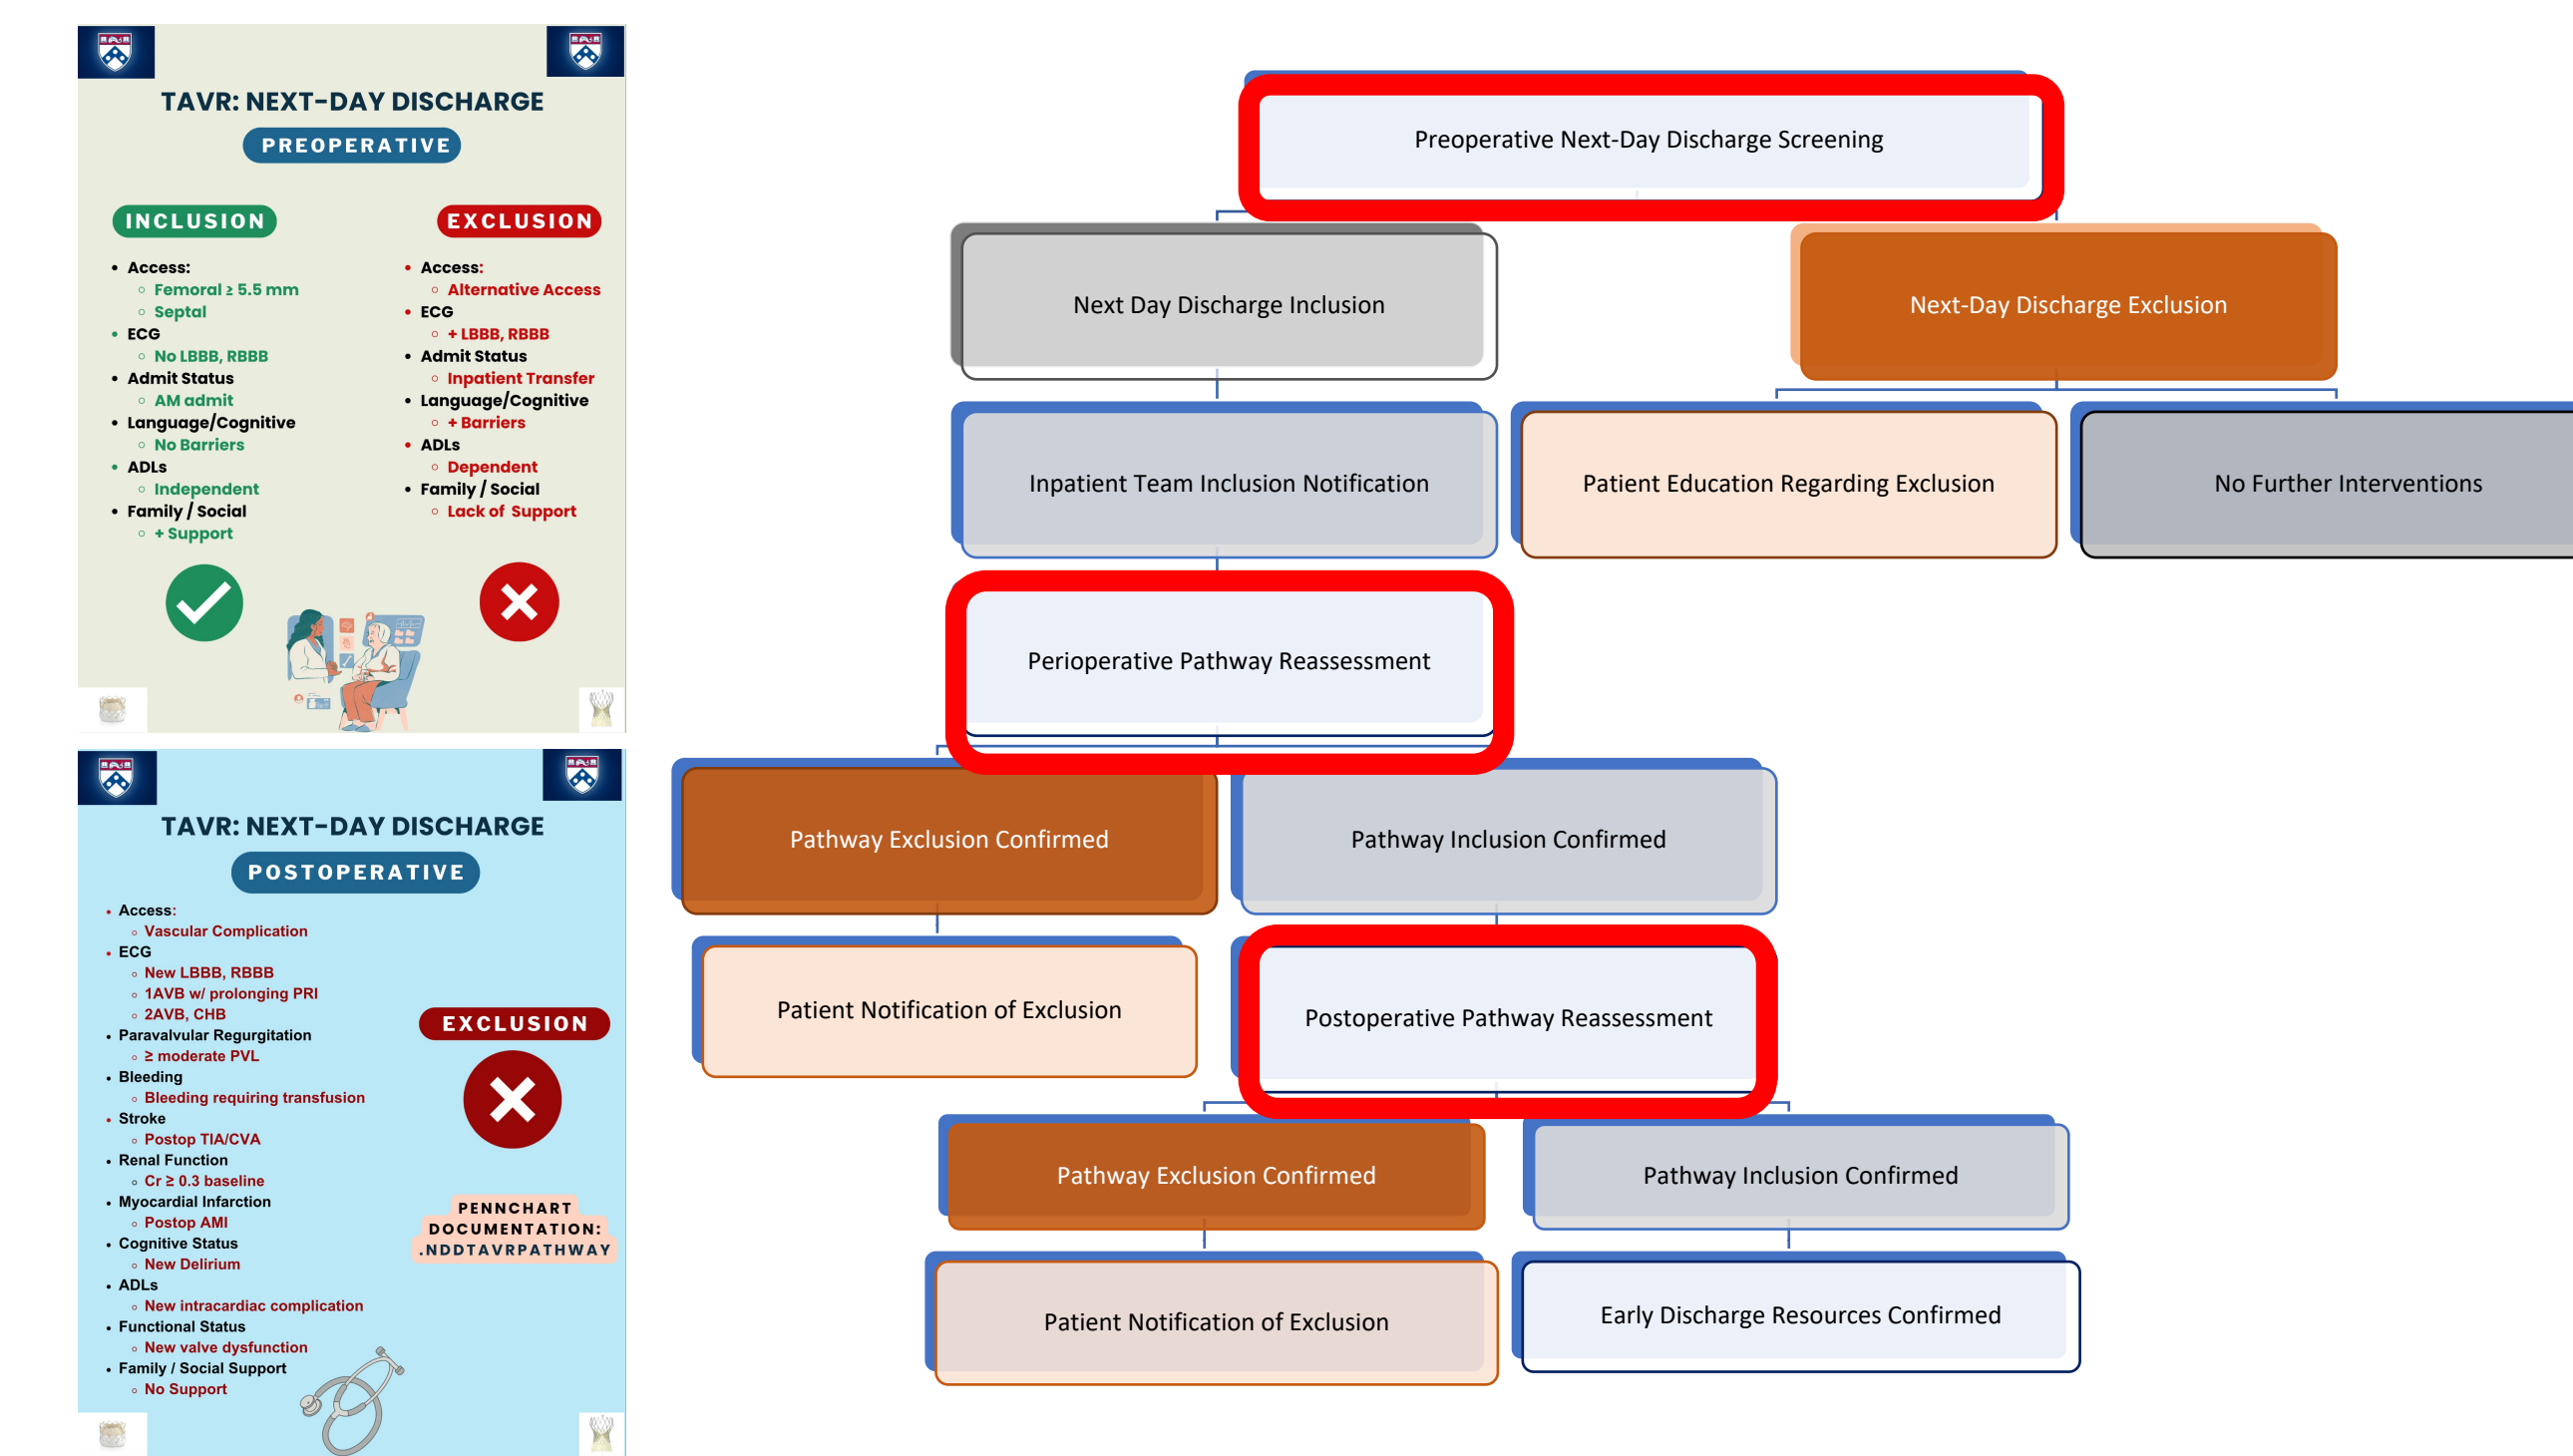 TAVR: NEXT-DAY DISCHARGE
PREOPERATIVE
INCLUSION
• Access:
◦ Femoral ≥ 5.5 mm
◦ Septal
• ECG
◦ No LBBB, RBBB
• Admit Status
◦ AM admit
• Language/Cognitive
◦ No Barriers
• ADLs
◦ Independent
• Family / Social
◦ + Support
EXCLUSION
• Access:
◦ Alternative Access
• ECG
◦ + LBBB, RBBB
• Admit Status
◦ Inpatient Transfer
• Language/Cognitive
◦ + Barriers
• ADLs
◦ Dependent
• Family / Social
◦ Lack of Support
TAVR: NEXT-DAY DISCHARGE
POSTOPERATIVE
• Access:
◦ Vascular Complication
• ECG
◦ New LBBB, RBBB
◦ 1AVB w/ prolonging PRI
◦ 2AVB, CHB
• Paravalvular Regurgitation
◦ ≥ moderate PVL
• Bleeding
◦ Bleeding requiring transfusion
• Stroke
◦ Postop TIA/CVA
• Renal Function
◦ Cr ≥ 0.3 baseline
• Myocardial Infarction
◦ Postop AMI
• Cognitive Status
◦ New Delirium
• ADLs
◦ New intracardiac complication
• Functional Status
◦ New valve dysfunction
• Family / Social Support
◦ No Support
EXCLUSION
PENNCHART
DOCUMENTATION:
.NDDTAVRPATHWAY
Preoperative Next-Day Discharge Screening
Next Day Discharge Inclusion
Next-Day Discharge Exclusion
Inpatient Team Inclusion Notification
Patient Education Regarding Exclusion
No Further Interventions
Perioperative Pathway Reassessment
Pathway Exclusion Confirmed
Pathway Inclusion Confirmed
Patient Notification of Exclusion
Postoperative Pathway Reassessment
Pathway Exclusion Confirmed
Pathway Inclusion Confirmed
Patient Notification of Exclusion
Early Discharge Resources Confirmed